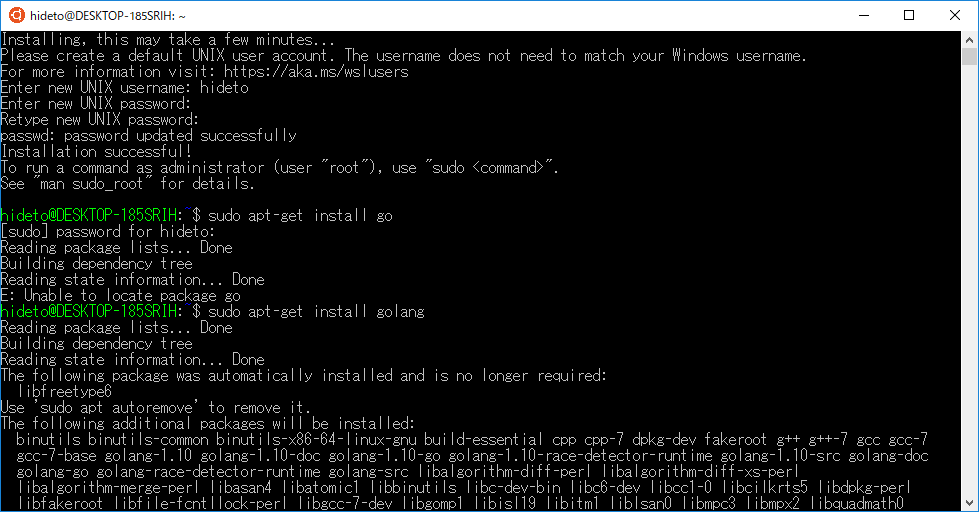 hideto@DESKTOP-185SRIH: ~
Installing, this may take a few minutes...
Please create a default UNIX user account. The username does not need to match your Windows username.
For more information visit: https://aka.ms/wslusers
Enter new UNIX username: hideto
Enter new UNIX password:
Retype new UNIX password:
passwd: password updated successfully
Installation successful!
To run a command as administrator (user "root"), use "sudo <command>".
See "man sudo_root" for details.
hideto@DESKTOP-185SRIH:~$ sudo apt-get install go
[sudo] password for hideto:
Reading package lists... Done
Building dependency tree
Reading state information... Done
E: Unable to locate package go
hideto@DESKTOP-185SRIH:~$ sudo apt-get install golang
Reading package lists... Done
Building dependency tree
Reading state information... Done
The following package was automatically installed and is no longer required:
  libfreetype6
Use 'sudo apt autoremove' to remove it.
The following additional packages will be installed:
  binutils binutils-common binutils-x86-64-linux-gnu build-essential cpp cpp-7 dpkg-dev fakeroot g++ g++-7 gcc gcc-7
  gcc-7-base golang-1.10 golang-1.10-doc golang-1.10-go golang-1.10-race-detector-runtime golang-1.10-src golang-doc
  golang-go golang-race-detector-runtime golang-src libalgorithm-diff-perl libalgorithm-diff-xs-perl
  libalgorithm-merge-perl libasan4 libatomic1 libbinutils libc-dev-bin libc6-dev libcc1-0 libcilkrts5 libdpkg-perl
  libfakeroot libfile-fcntllock-perl libgcc-7-dev libgomp1 libisl19 libitm1 liblsan0 libmpc3 libmpx2 libquadmath0